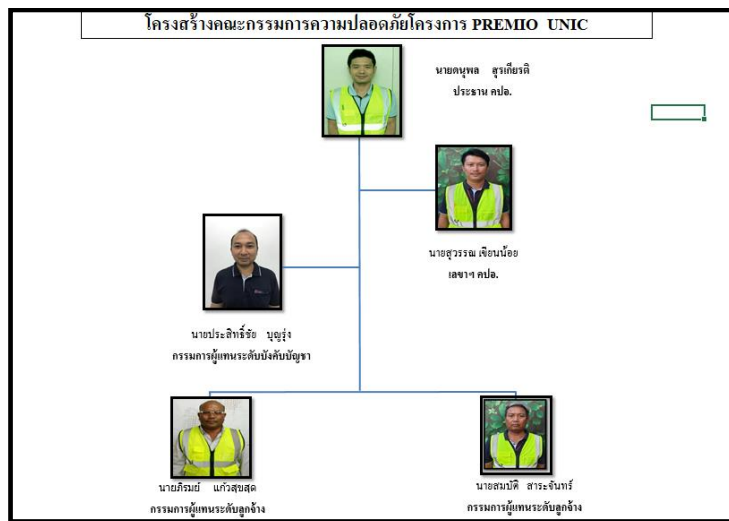 โครงสร้างคณะกรรมการความปลอดภัยโครงการ PREMIO UNIC
นายดนุพล สุรเกียรติ
ประธาน คปอ.
นายสุวรรณ เขียนน้อย
เลขาฯ คปอ.
นายประสิทธิ์ชัย บุญรุ่ง
กรรมการผู้แทนระดับบังคับบัญชา
นายภิรมย์ แก้วสุขสุด
กรรมการผู้แทนระดับลูกจ้าง
นายสมบัติ สาระจันทร์
กรรมการผู้แทนระดับลูกจ้าง